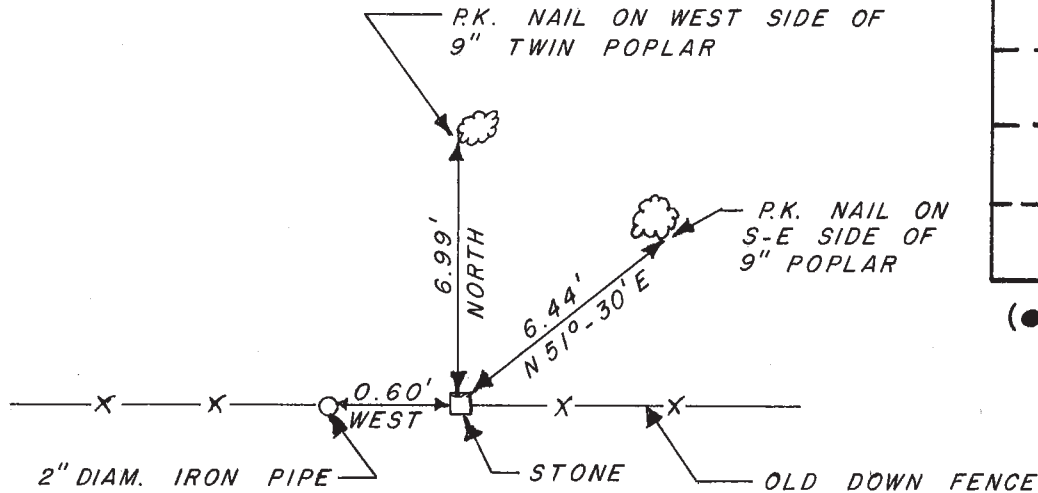 P.K. NAIL ON WEST SIDE OF
9" TWIN POPLAR
P.K. NAIL ON
S-E SIDE OF
9" POPLAR
6.99'
NORTH
6.44'
N 51°-30' E
0.60'
WEST
2" DIAM. IRON PIPE
STONE
OLD DOWN FENCE